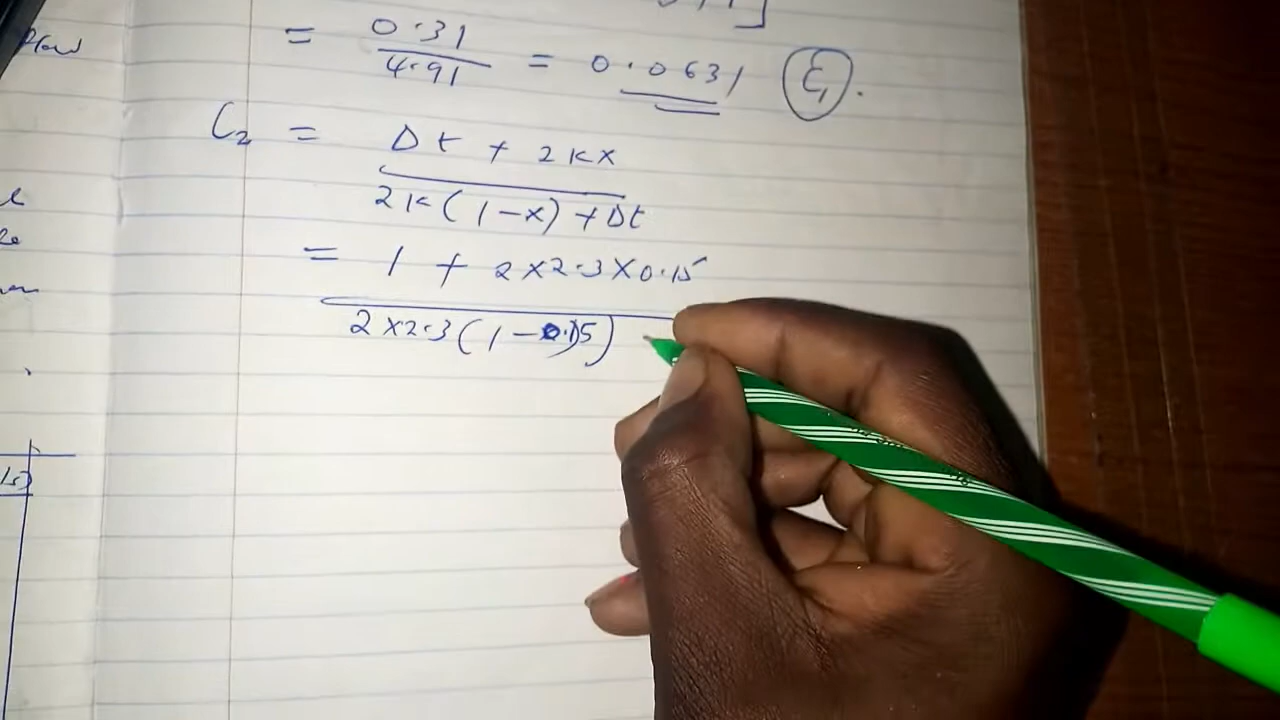 = 0.31 / 4.91 = 0.0631 C₁.
C₂ = Δt + 2kx
2k(1-x) + Δt
= 1 + 2×2.3×0.15
2×2.3(1-0.15)